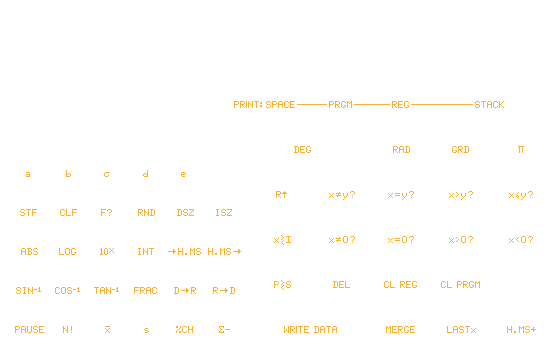 PRINT: SPACE PRGM REG STACK
DEG RAD GRD π
a b c d e
R↑ x≠y? x=y? x>y? x≤y?
STF CLF F? RND DSZ ISZ
x⇄I x≠0? x=0? x>0? x<0?
ABS LOG 10ˣ INT →H.MS H.MS→
P⇄S DEL CL REG CL PRGM
SIN⁻¹ COS⁻¹ TAN⁻¹ FRAC D→R R→D
PAUSE N! x̅ s %CH Σ- WRITE DATA MERGE LASTx H.MS+